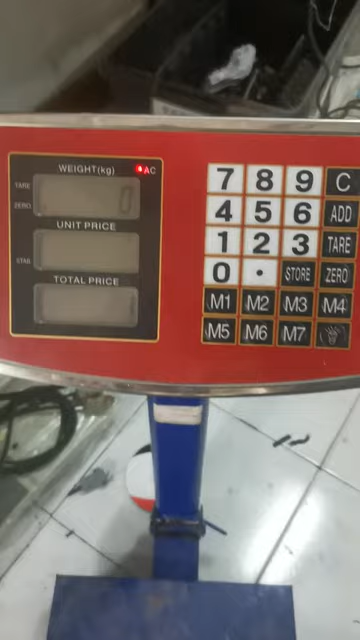 WEIGHT(kg) AC
TARE
ZERO
0
UNIT PRICE
STAB
TOTAL PRICE
7 8 9 C
4 5 6 ADD
1 2 3 TARE
0 . STORE ZERO
M1 M2 M3 M4
M5 M6 M7